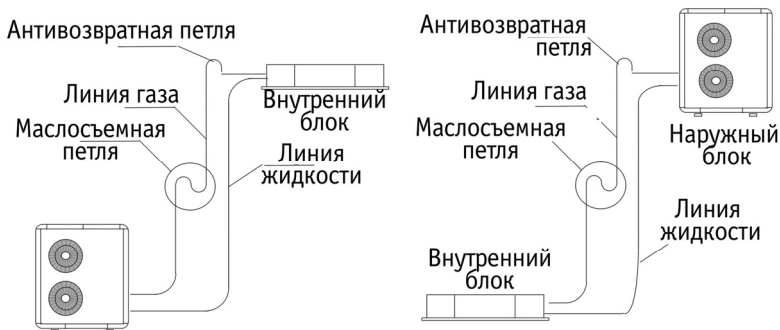 Антивозвратная петля
Линия газа
Маслосъемная
петля
Внутренний
блок
Линия
жидкости
Антивозвратная
петля
Линия газа
Маслосъемная
петля
Наружный
блок
Линия
жидкости
Внутренний
блок